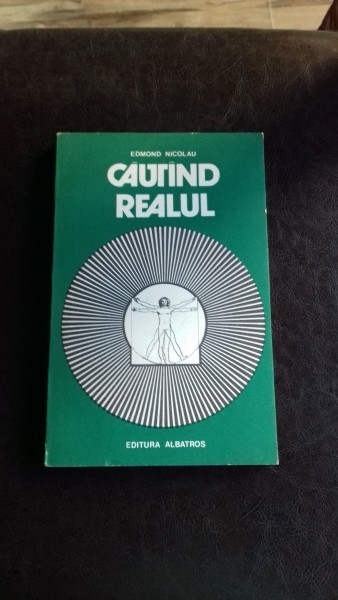 EDMOND NICOLAU
CĂUTÎND
REALUL
EDITURA ALBATROS